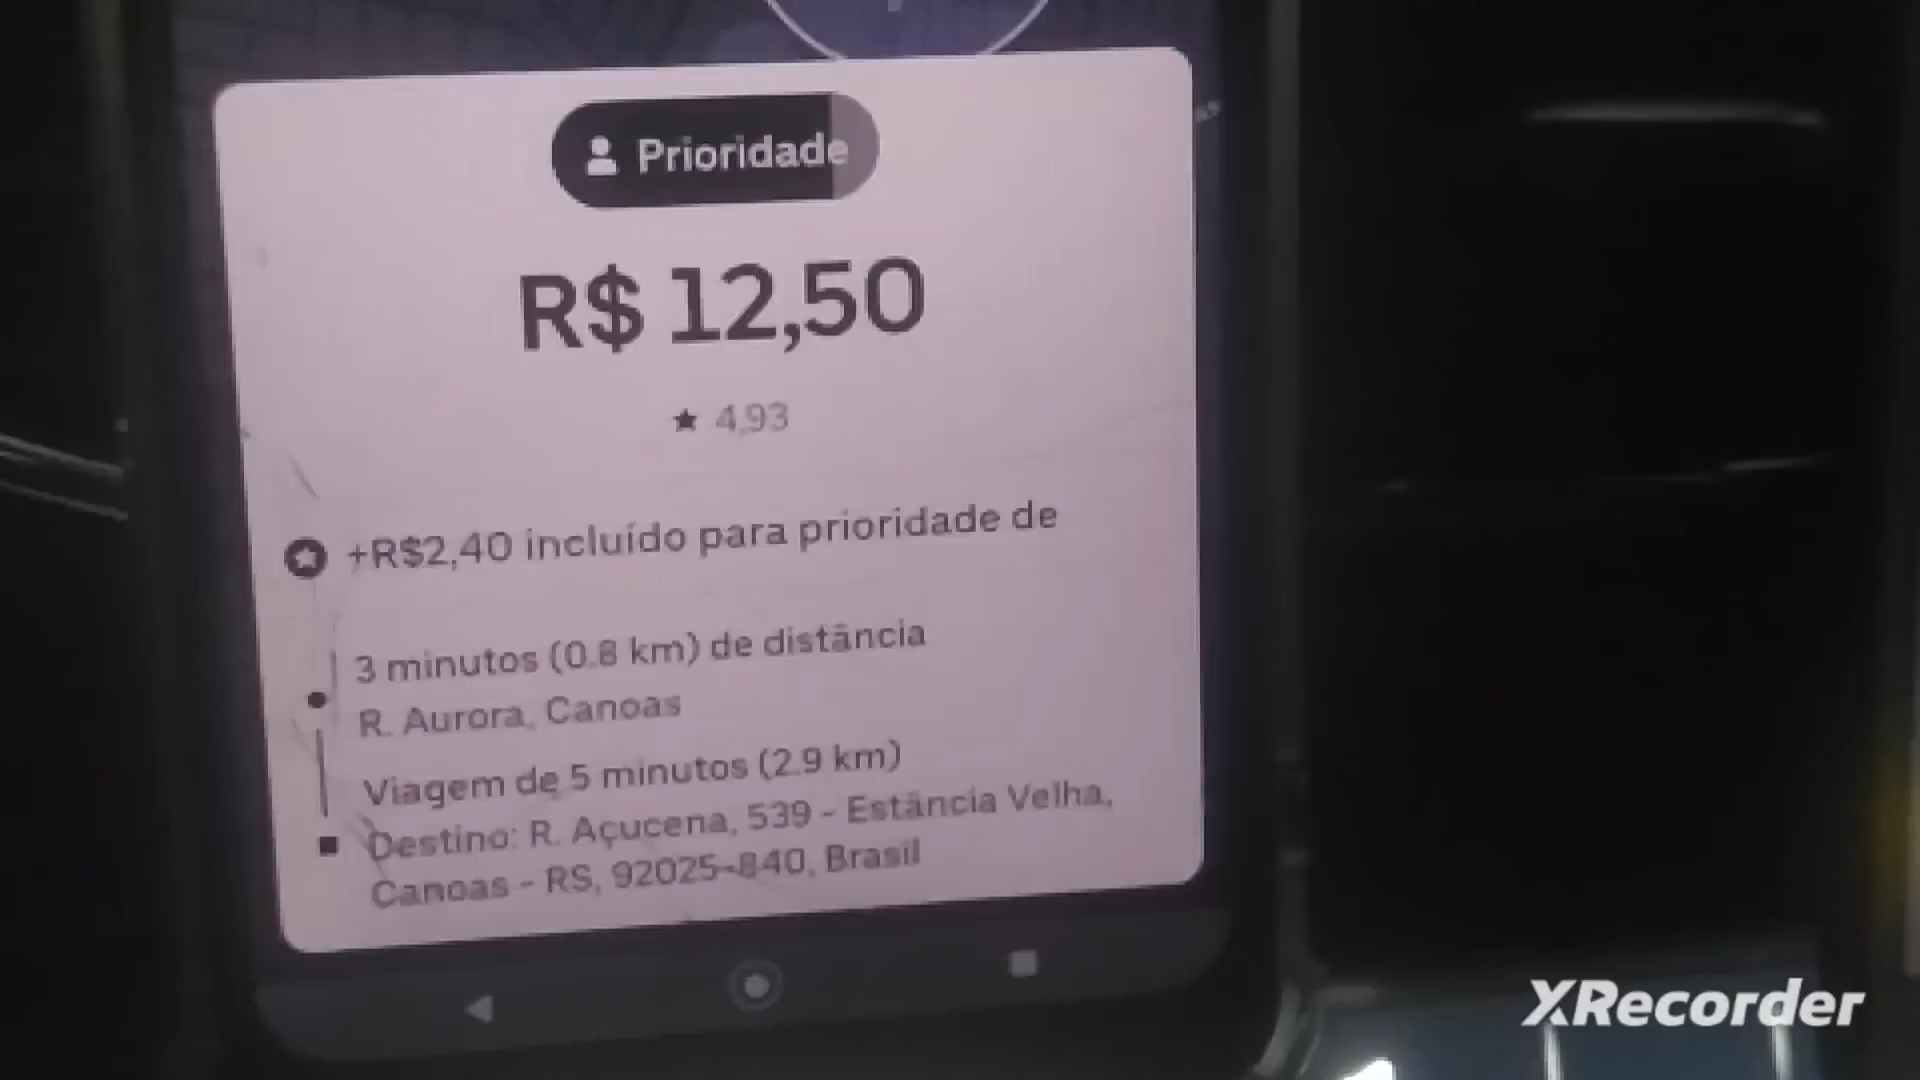 Prioridade
R$ 12,50
★ 4,93
+R$2,40 incluído para prioridade de
3 minutos (0.8 km) de distância
R. Aurora, Canoas
Viagem de 5 minutos (2.9 km)
Destino: R. Açucena, 539 - Estância Velha,
Canoas - RS, 92025-840, Brasil
XRecorder